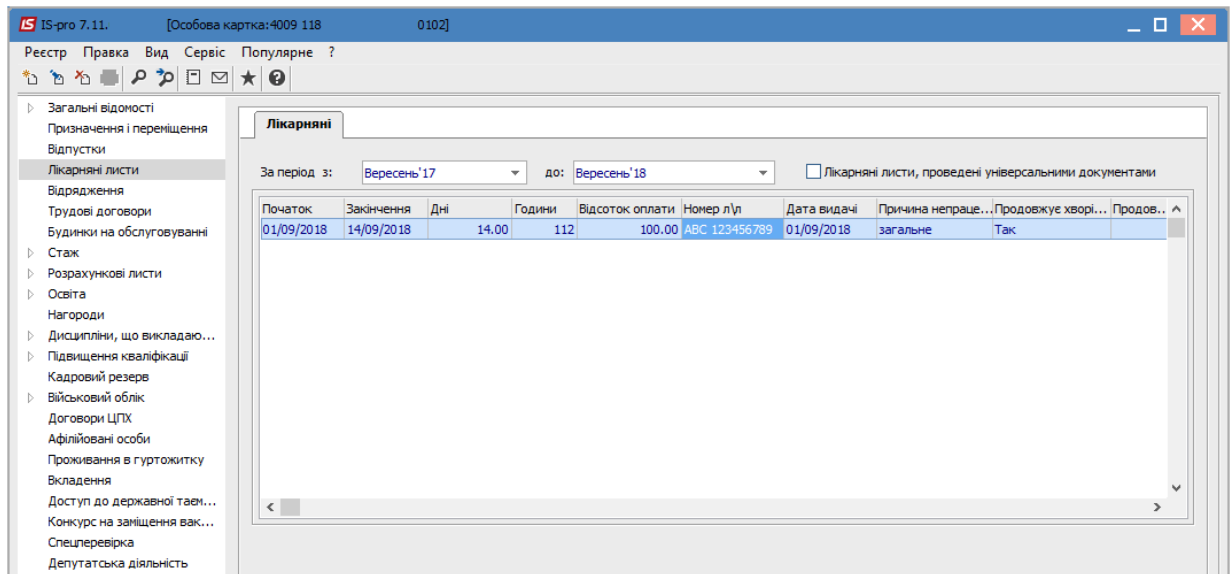 IS-pro 7.11. [Особова картка:4009 118 0102]
Реєстр Правка Вид Сервіс Популярне ?
Загальні відомості
Призначення і переміщення
Відпустки
Лікарняні листи
Відрядження
Трудові договори
Будинки на обслуговуванні
Стаж
Розрахункові листи
Освіта
Нагороди
Дисципліни, що викладаю...
Підвищення кваліфікації
Кадровий резерв
Військовий облік
Договори ЦПХ
Афілійовані особи
Проживання в гуртожитку
Вкладення
Доступ до державної таєм...
Конкурс на заміщення вак...
Спецперевірка
Депутатська діяльність
Лікарняні
За період з: Вересень'17 до: Вересень'18 Лікарняні листи, проведені універсальними документами
Початок Закінчення Дні Години Відсоток оплати Номер л\п Дата видачі Причина непраце... Продовжує хворі... Продов...
01/09/2018 14/09/2018 14.00 112 100.00 АВС 123456789 01/09/2018 загальне Так